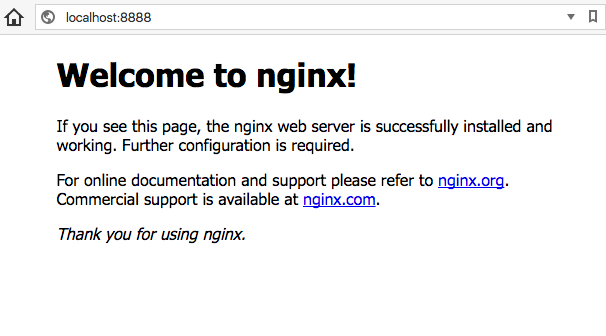 localhost:8888
Welcome to nginx!
If you see this page, the nginx web server is successfully installed and
working. Further configuration is required.
For online documentation and support please refer to nginx.org.
Commercial support is available at nginx.com.
Thank you for using nginx.